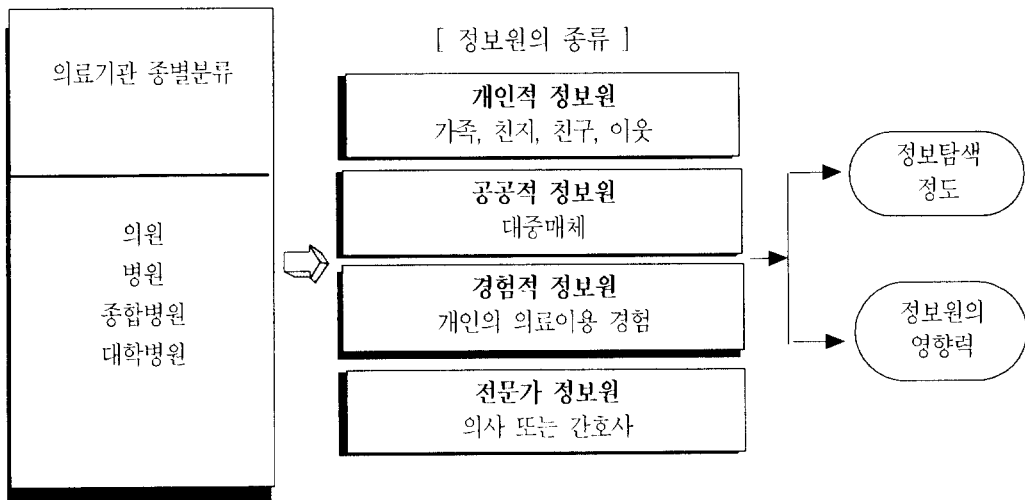 의료기관 종별분류
의원
병원
종합병원
대학병원
[ 정보원의 종류 ]
개인적 정보원
가족, 친지, 친구, 이웃
공공적 정보원
대중매체
경험적 정보원
개인의 의료이용 경험
전문가 정보원
의사 또는 간호사
정보탐색
정도
정보원의
영향력